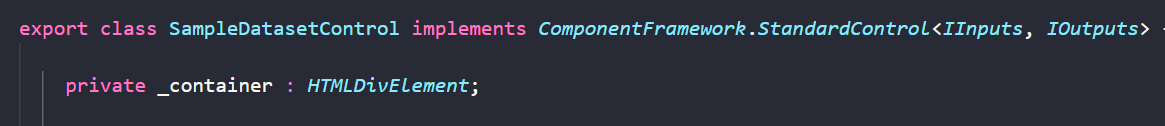 export class SampleDatasetControl implements ComponentFramework.StandardControl<IInputs, IOutputs>
private _container : HTMLDivElement;